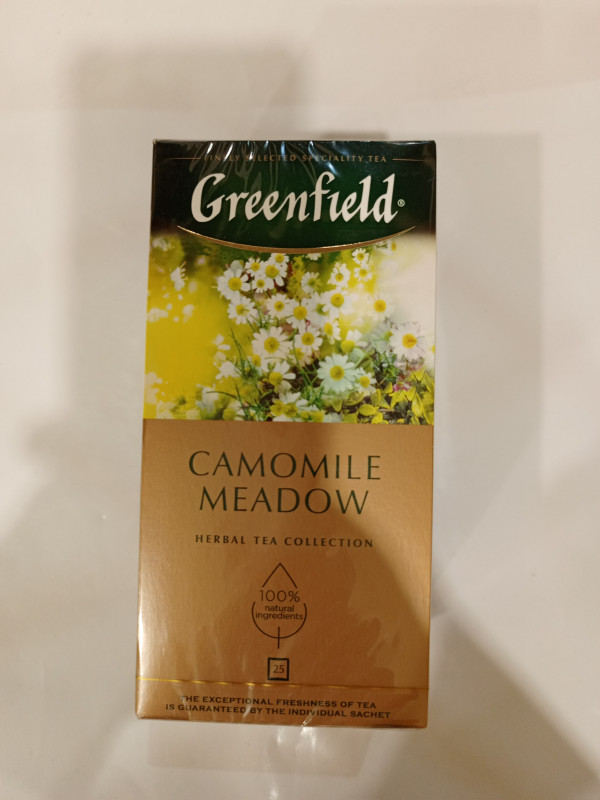 FINELY SELECTED SPECIALITY TEA
Greenfield®
CAMOMILE
MEADOW
HERBAL TEA COLLECTION
100%
natural
ingredients
25
THE EXCEPTIONAL FRESHNESS OF TEA
IS GUARANTEED BY THE INDIVIDUAL SACHET